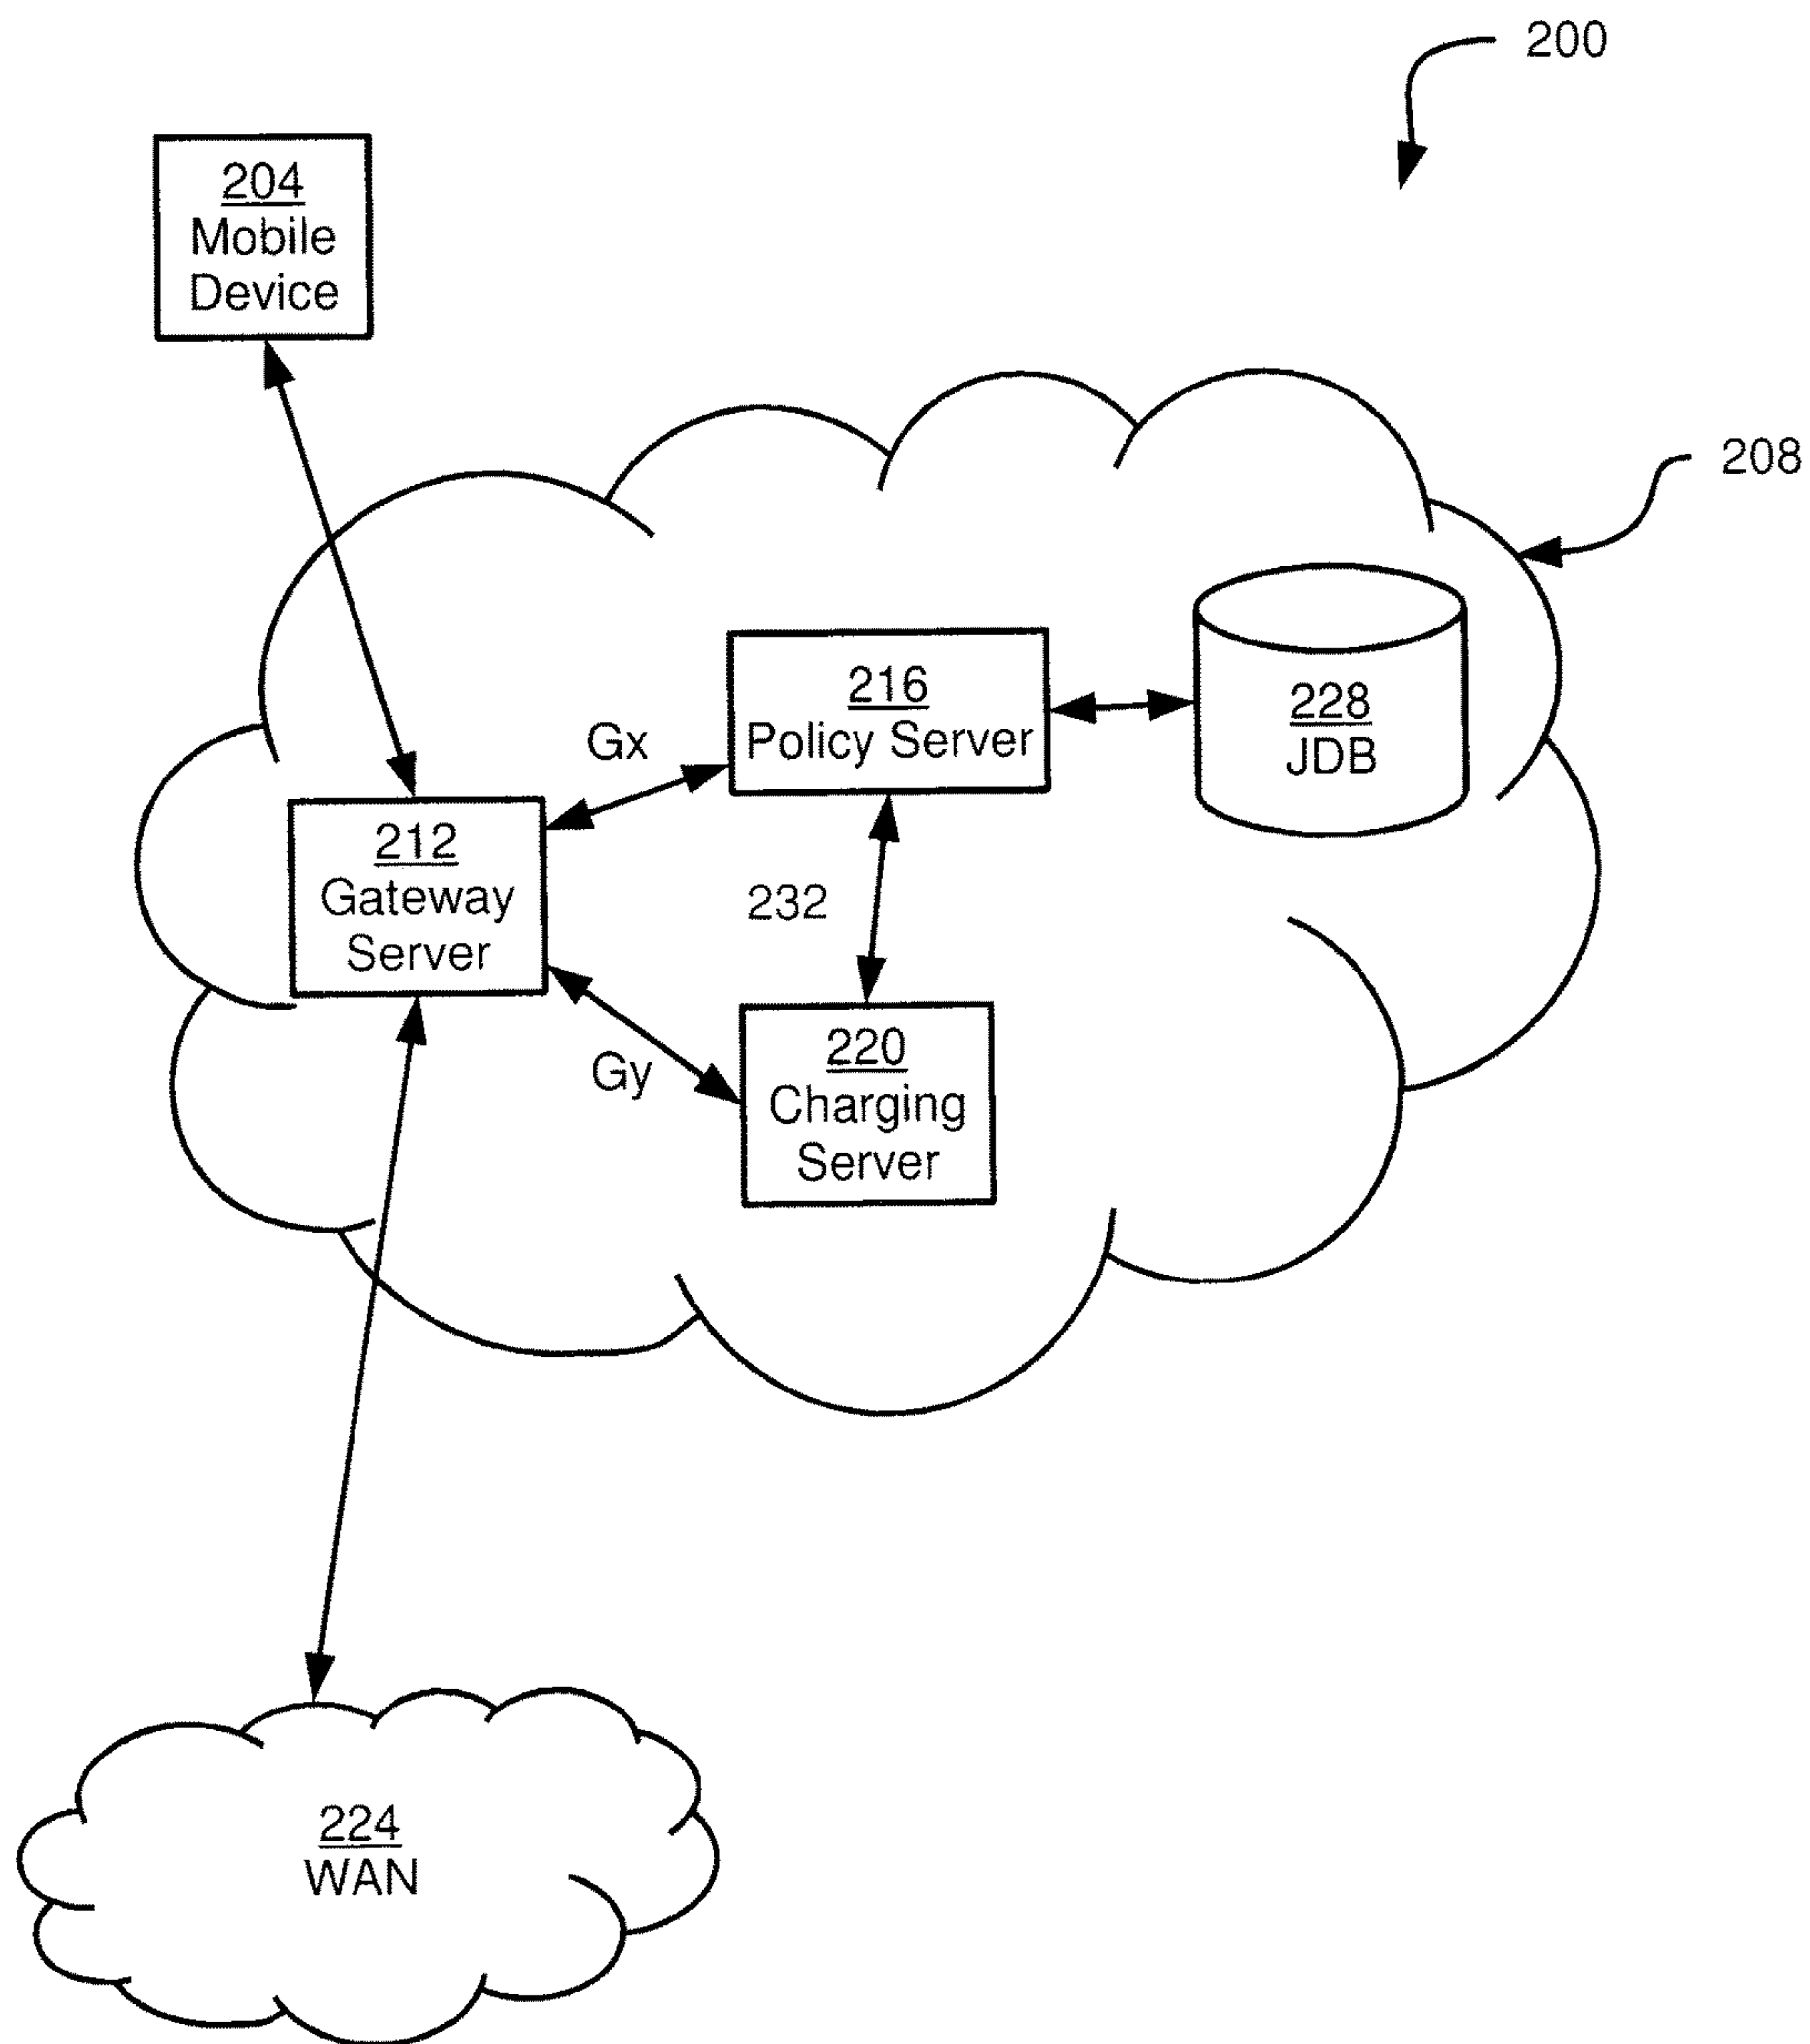 200
204
Mobile
Device
208
216
Policy Server
228
JDB
Gx
212
Gateway
Server
232
Gy
220
Charging
Server
224
WAN